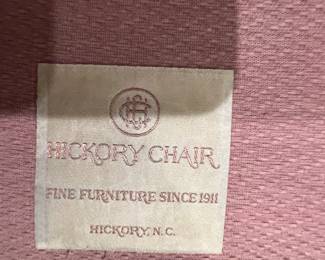 HICKORY CHAIR
FINE FURNITURE SINCE 1911
HICKORY, N.C.